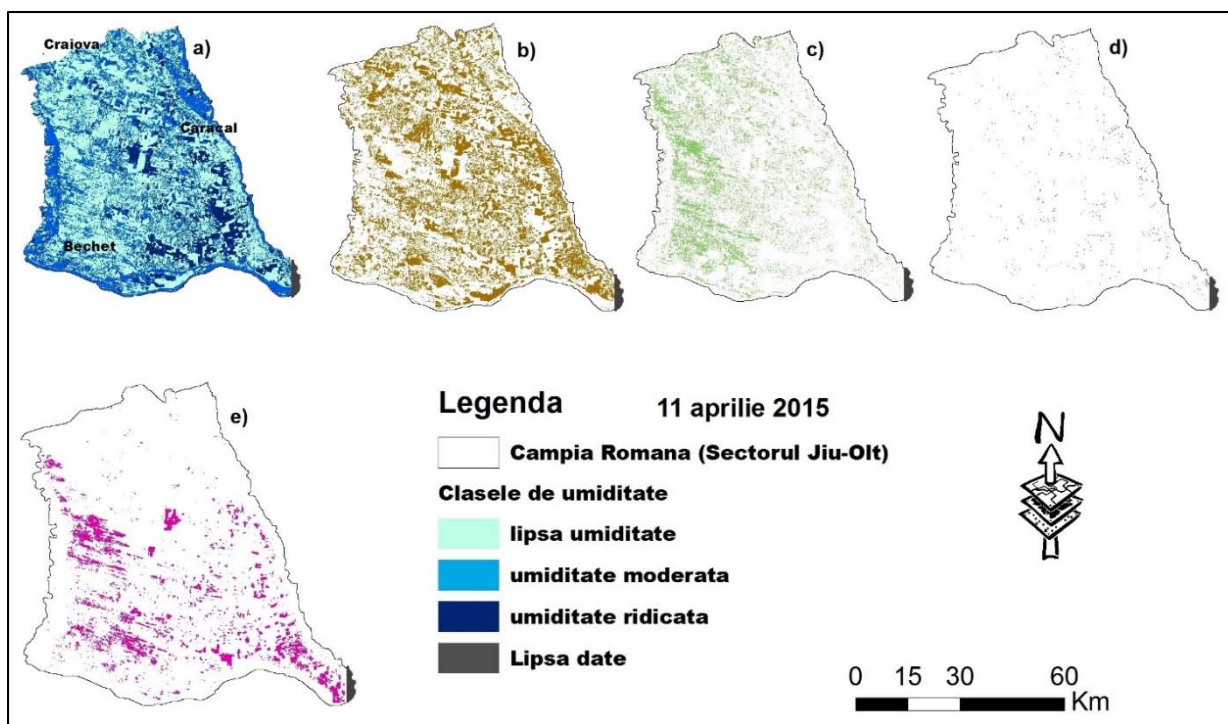 Craiova
a)
Caracal
Bechet
b)
c)
d)
e)
Legenda
11 aprilie 2015
Campia Romana (Sectorul Jiu-Olt)
Clasele de umiditate
lipsa umiditate
umiditate moderata
umiditate ridicata
Lipsa date
N
0 15 30 60
Km